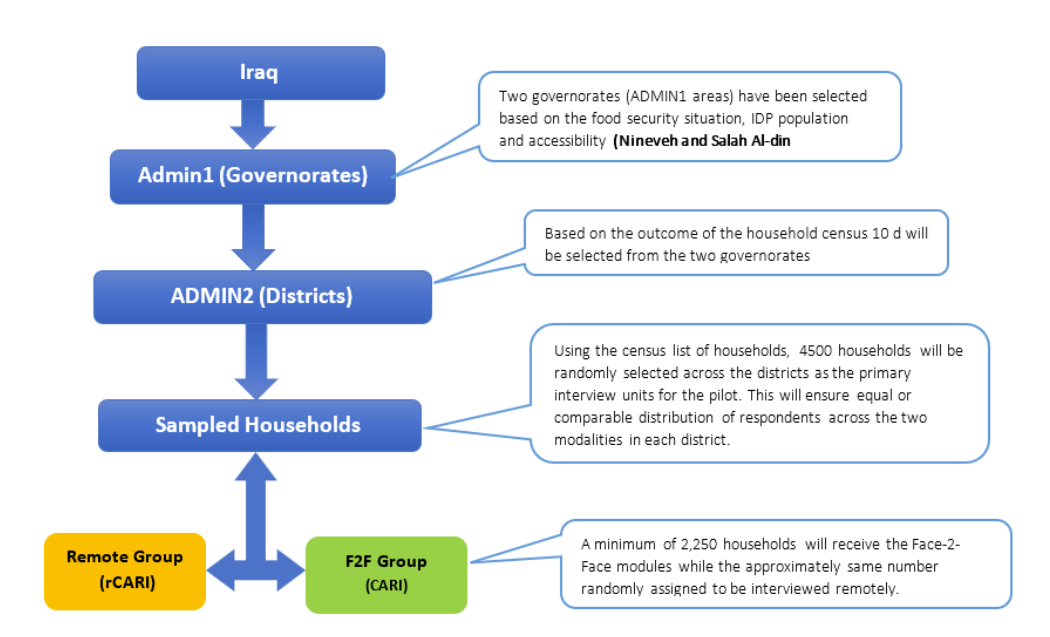 Iraq
Two governorates (ADMIN1 areas) have been selected
based on the food security situation, IDP population
and accessibility (Nineveh and Salah Al-din
Admin1 (Governorates)
Based on the outcome of the household census 10 d will
be selected from the two governorates
ADMIN2 (Districts)
Using the census list of households, 4500 households will be
randomly selected across the districts as the primary
interview units for the pilot. This will ensure equal or
comparable distribution of respondents across the two
modalities in each district.
Sampled Households
Remote Group
(rCARI)
F2F Group
(CARI)
A minimum of 2,250 households will receive the Face-2-
Face modules while the approximately same number
randomly assigned to be interviewed remotely.